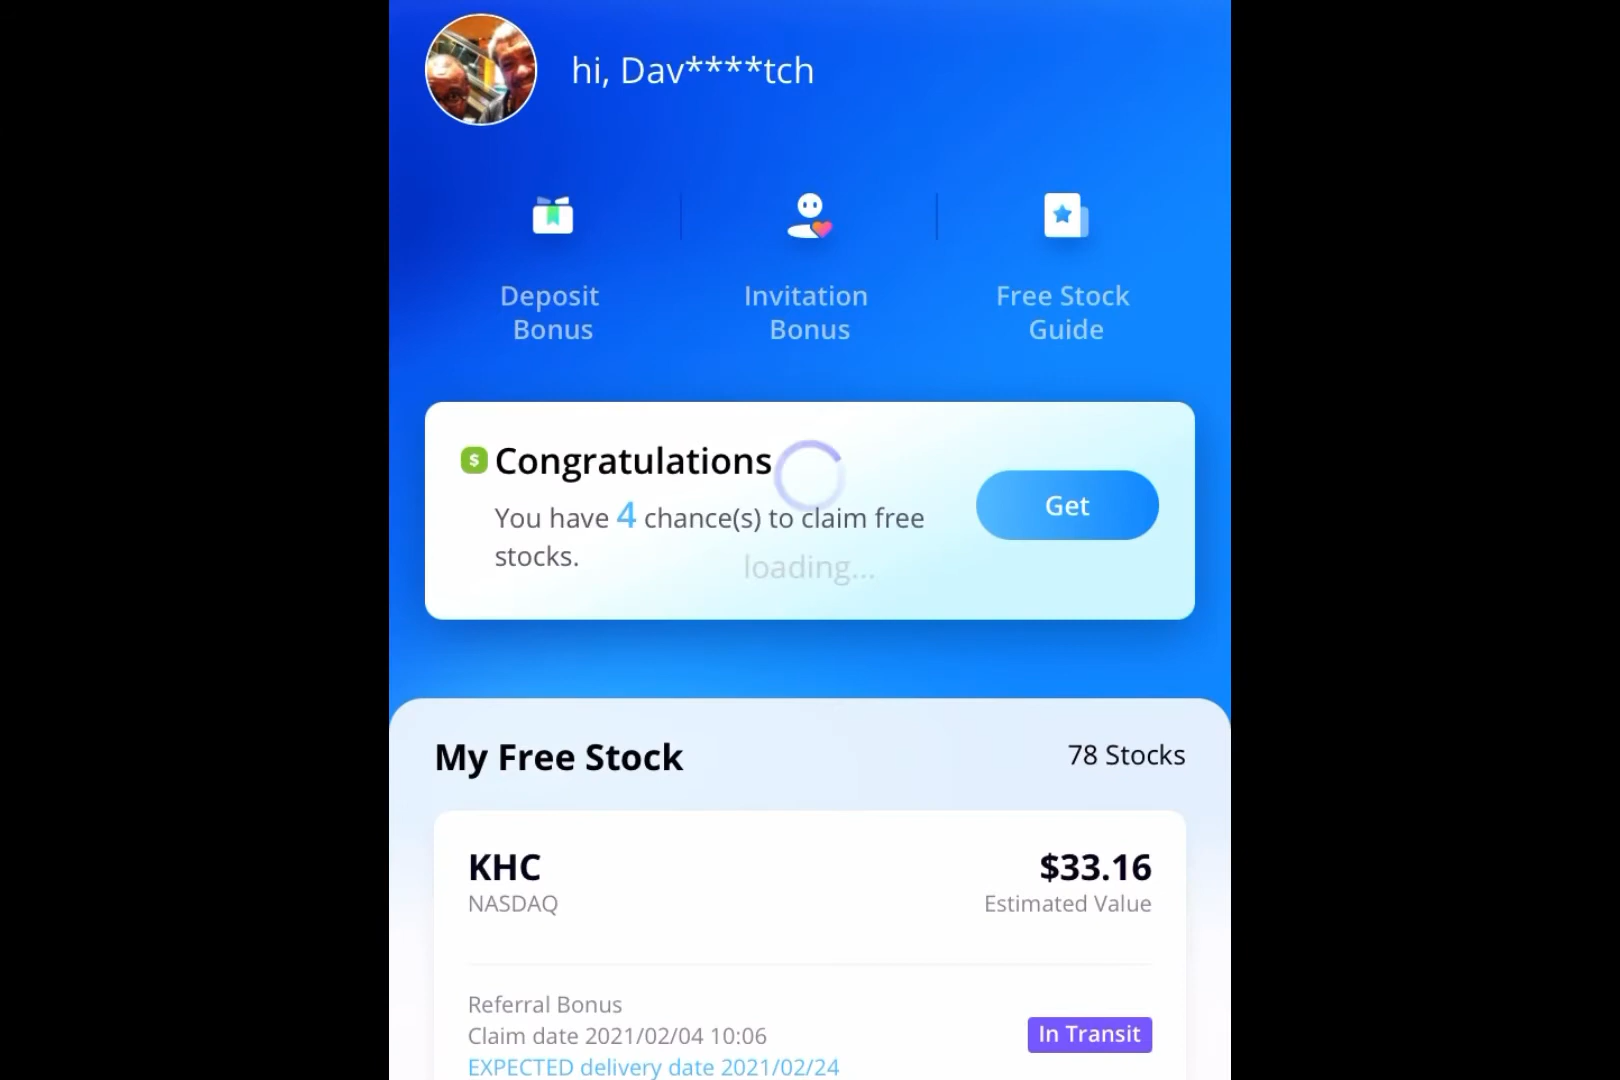 hi, Dav****tch
Deposit
Bonus
Invitation
Bonus
Free Stock
Guide
$ Congratulations
You have 4 chance(s) to claim free
stocks.
Get
loading...
My Free Stock
78 Stocks
KHC
$33.16
NASDAQ
Estimated Value
Referral Bonus
Claim date 2021/02/04 10:06
In Transit
EXPECTED delivery date 2021/02/24